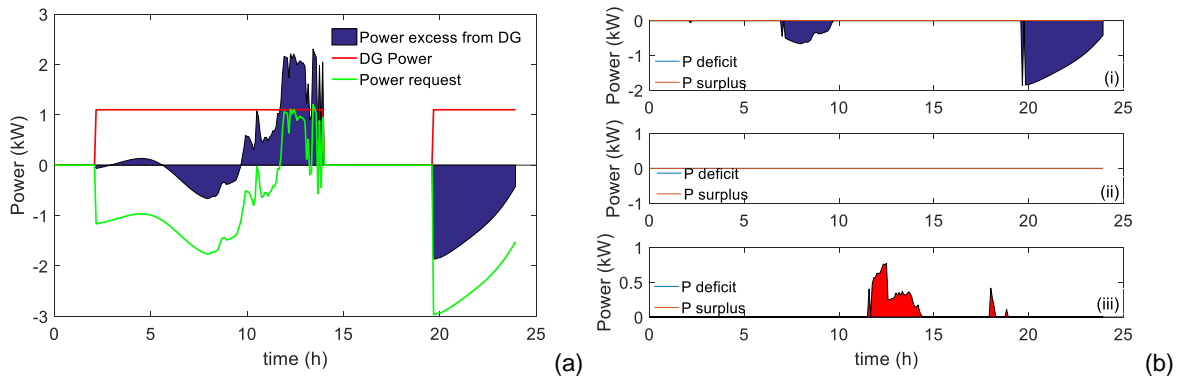 3
2
1
0
-1
-2
-3
Power (kW)
Power excess from DG
DG Power
Power request
0 5 10 15 20 25
time (h)
(a)
0
-1
-2
Power (kW)
P deficit
P surplus
(i)
0 5 10 15 20 25
1
0
-1
Power (kW)
P deficit
P surplus
(ii)
0 5 10 15 20 25
1
0.5
0
Power (kW)
P deficit
P surplus
(iii)
0 5 10 15 20 25
time (h)
(b)